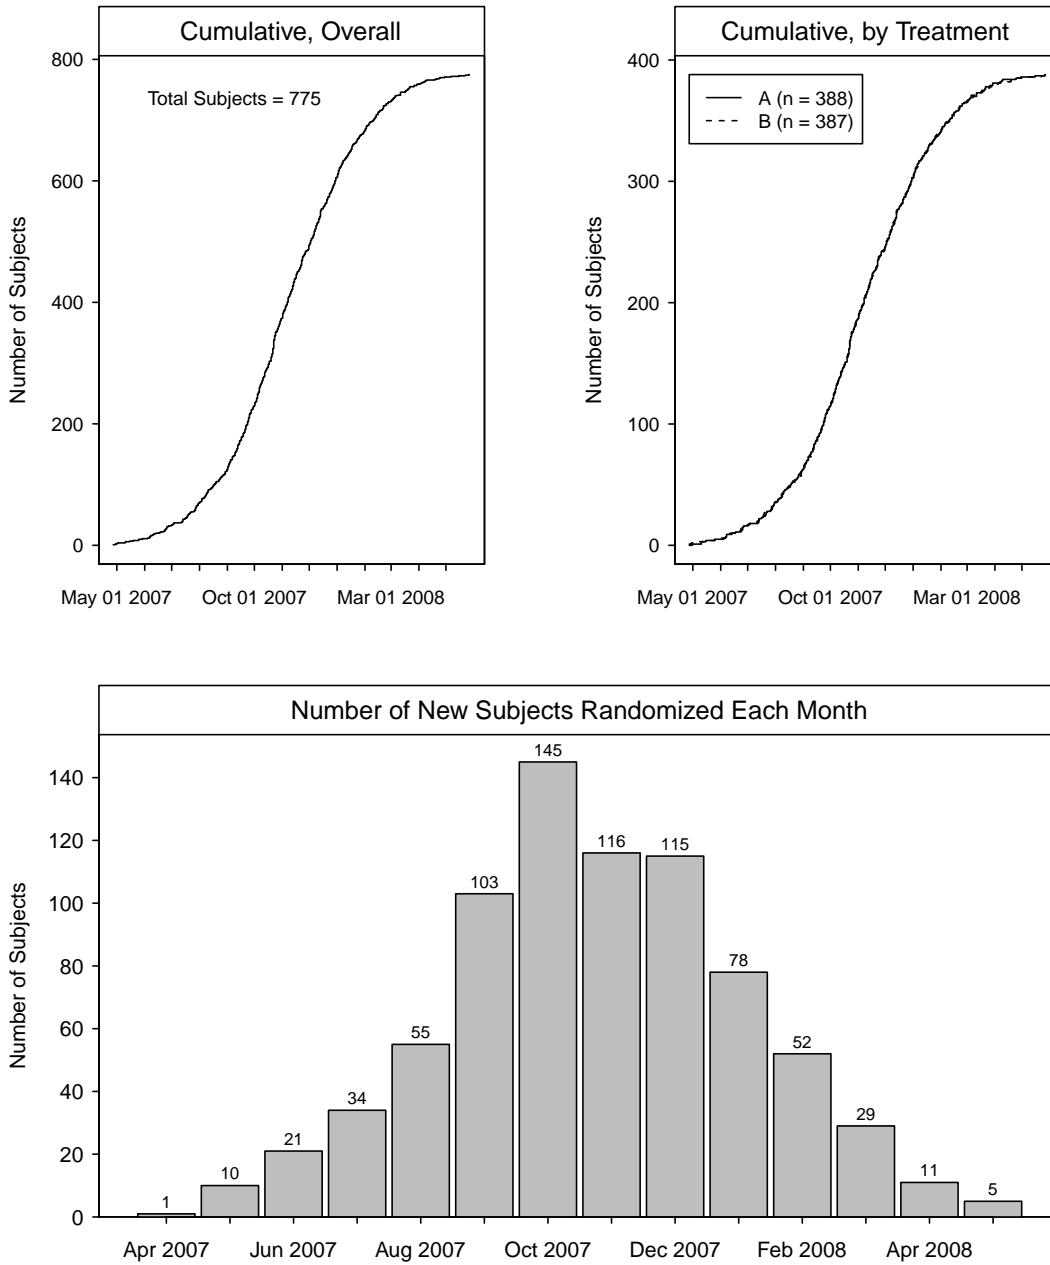 Cumulative, Overall
Total Subjects = 775
Number of Subjects
800
600
400
200
0
May 01 2007 Oct 01 2007 Mar 01 2008
Cumulative, by Treatment
A (n = 388)
B (n = 387)
Number of Subjects
400
300
200
100
0
May 01 2007 Oct 01 2007 Mar 01 2008
Number of New Subjects Randomized Each Month
Number of Subjects
140
120
100
80
60
40
20
0
1 10 21 34 55 103 145 116 115 78 52 29 11 5
Apr 2007 Jun 2007 Aug 2007 Oct 2007 Dec 2007 Feb 2008 Apr 2008